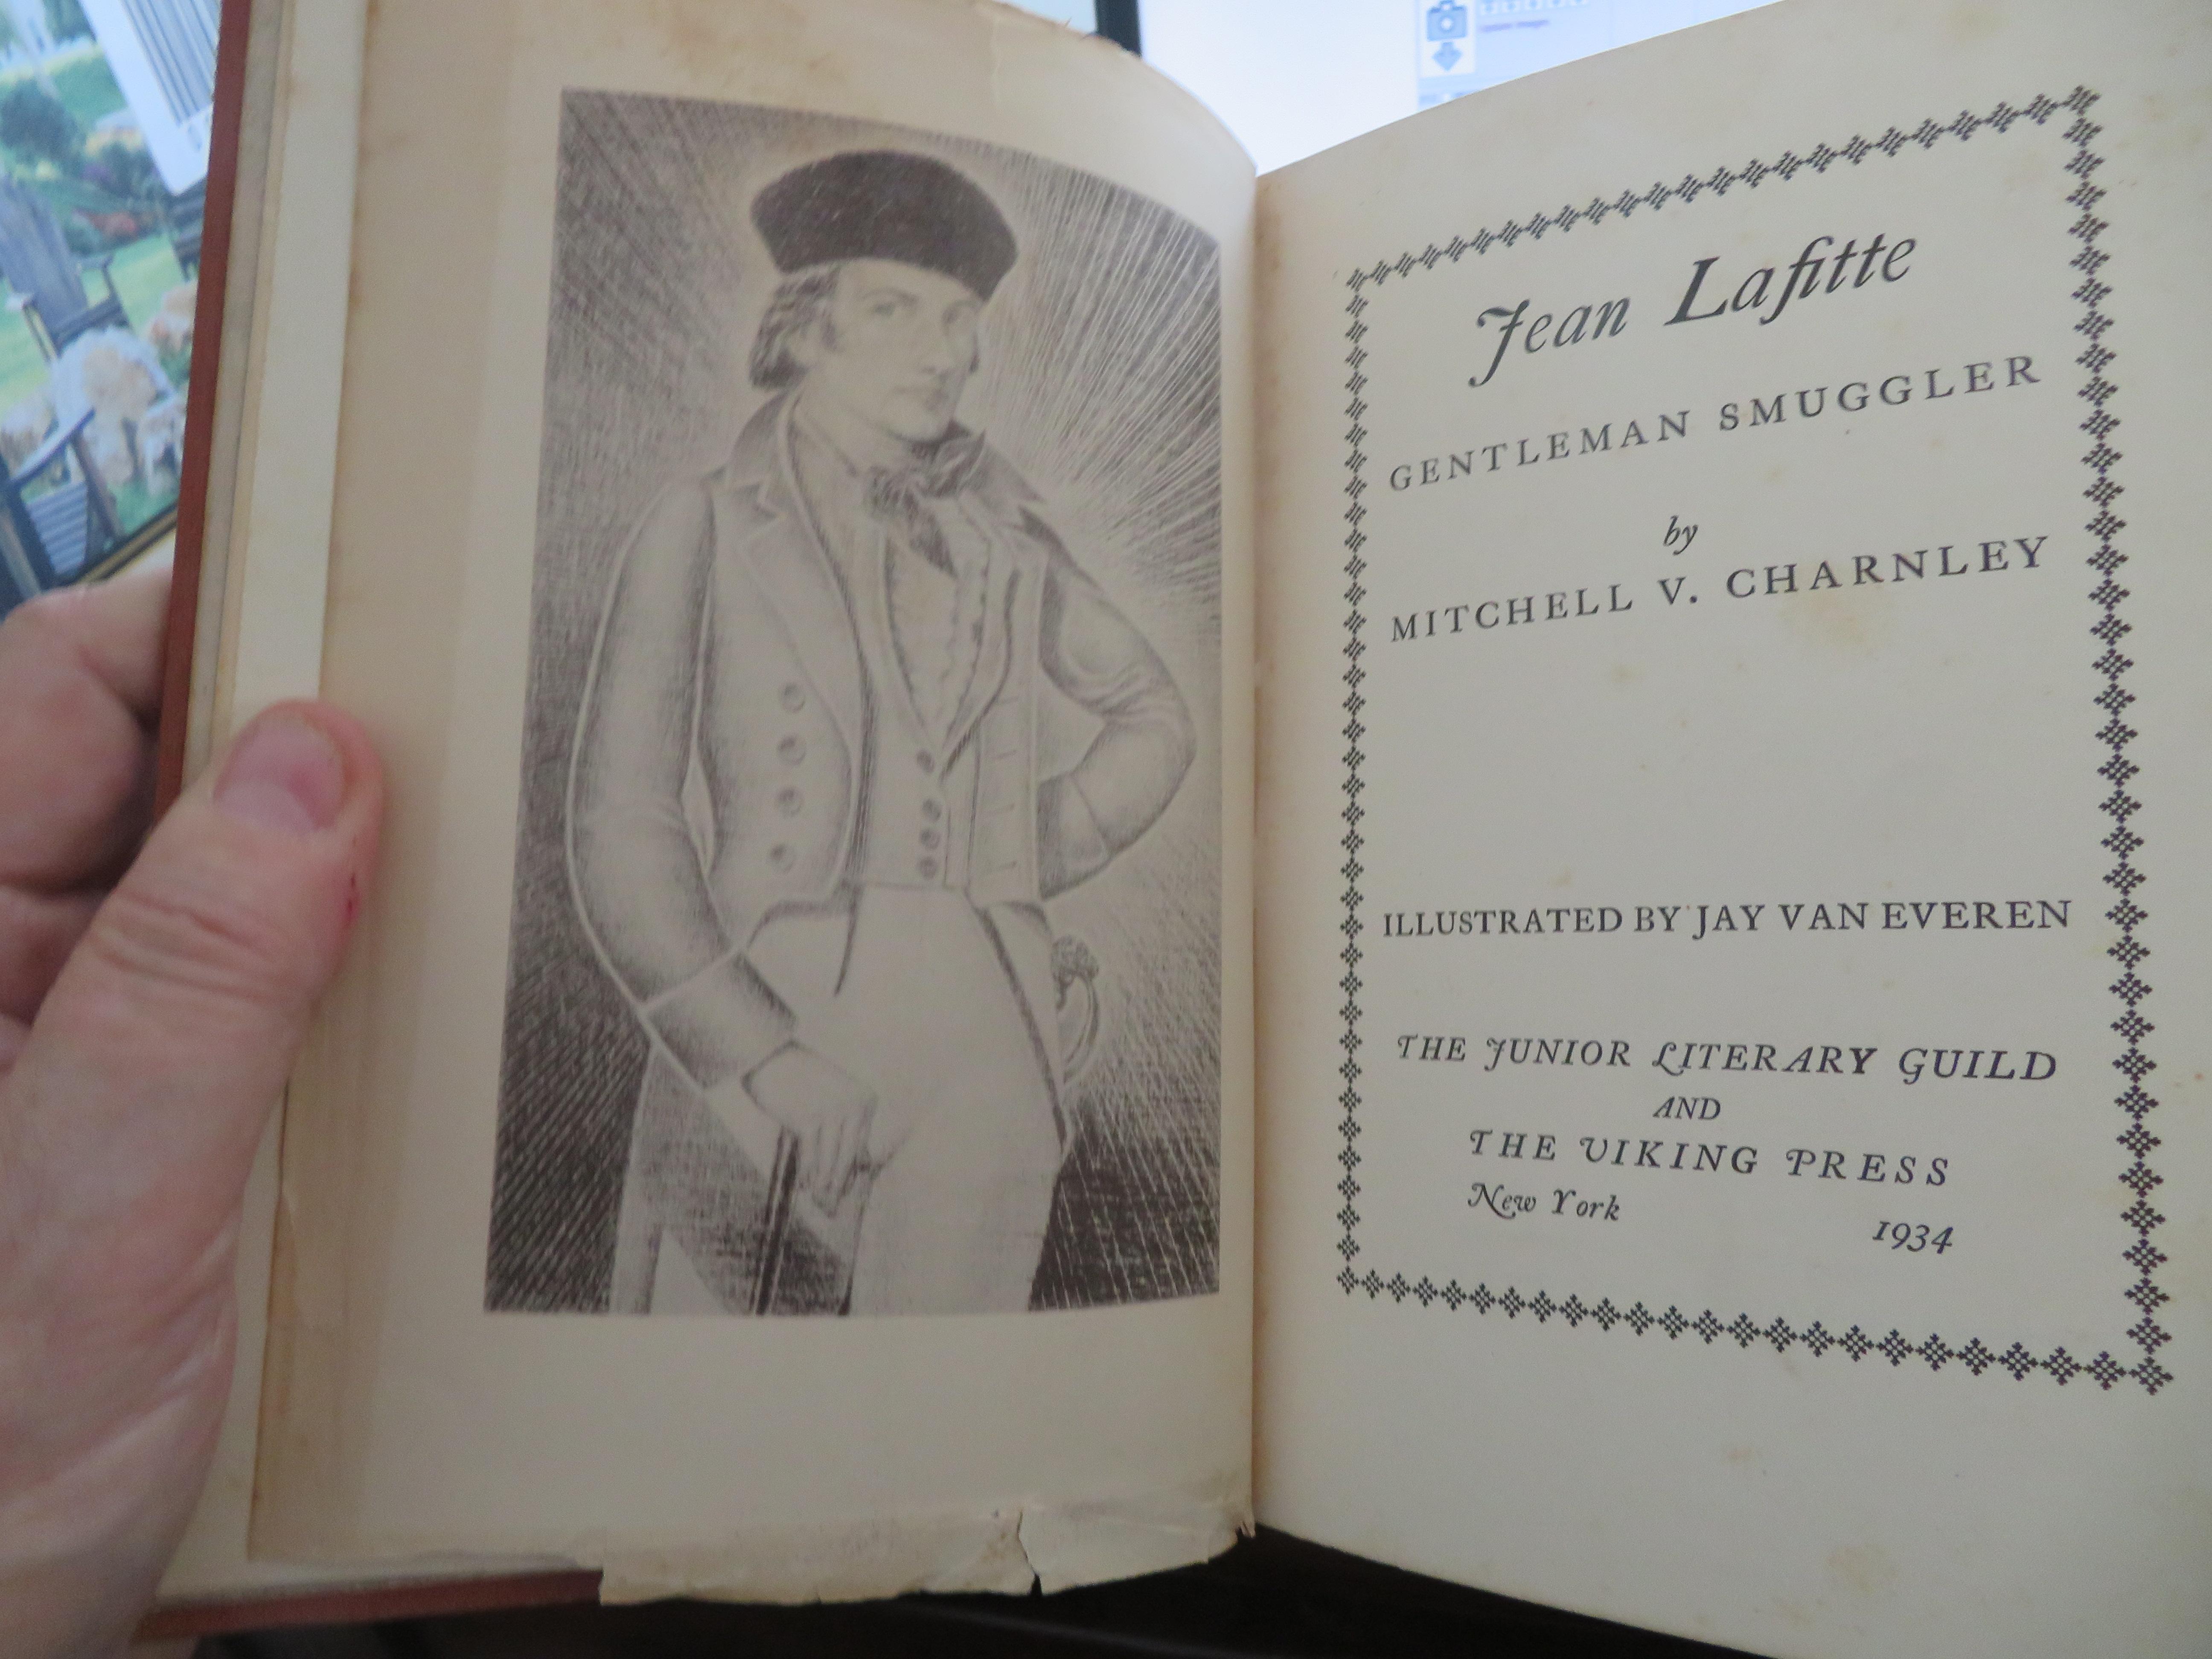 Jean Lafitte
GENTLEMAN SMUGGLER
by
MITCHELL V. CHARNLEY
ILLUSTRATED BY JAY VAN EVEREN
THE JUNIOR LITERARY GUILD
AND
THE VIKING PRESS
New York 1934